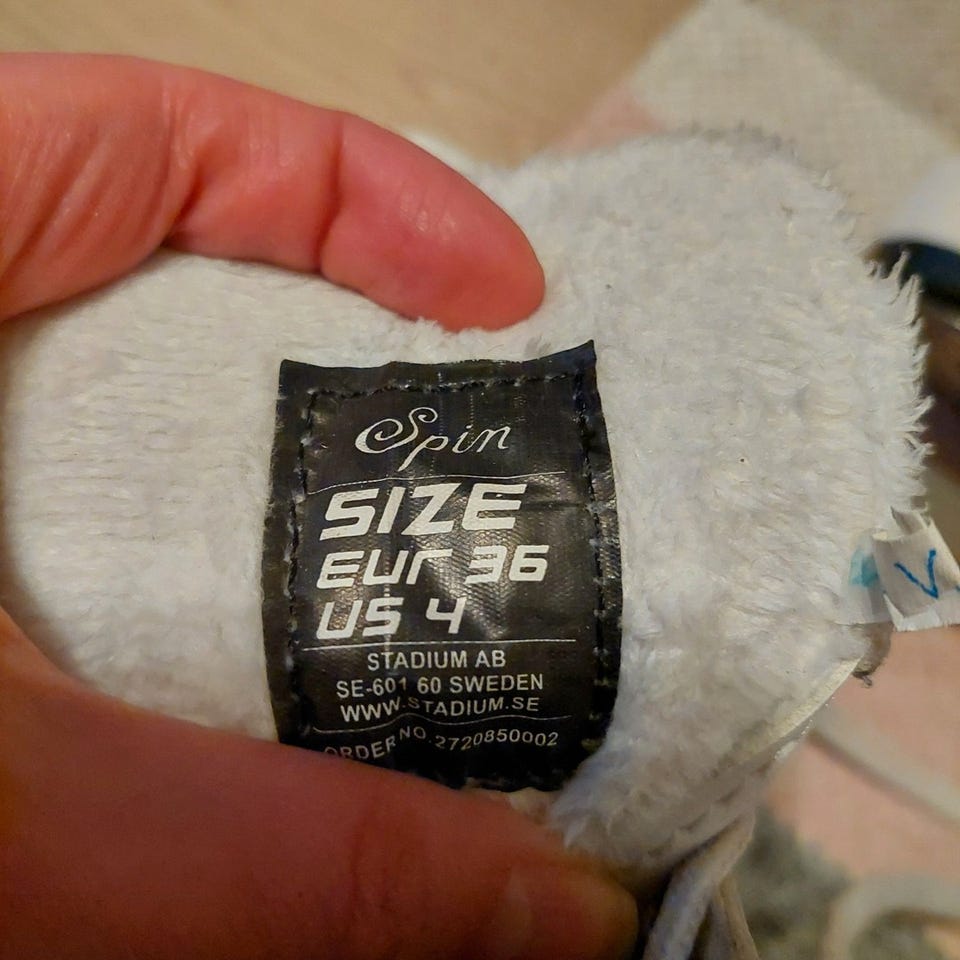 Spin
SIZE
EUR 36
US 4
STADIUM AB
SE-601 60 SWEDEN
WWW.STADIUM.SE
ORDER NO.2720850002
V